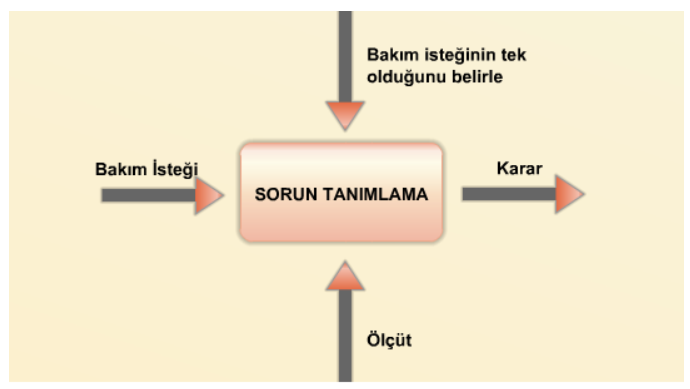 Bakım isteğinin tek
olduğunu belirle
Bakım İsteği
SORUN TANIMLAMA
Karar
Ölçüt